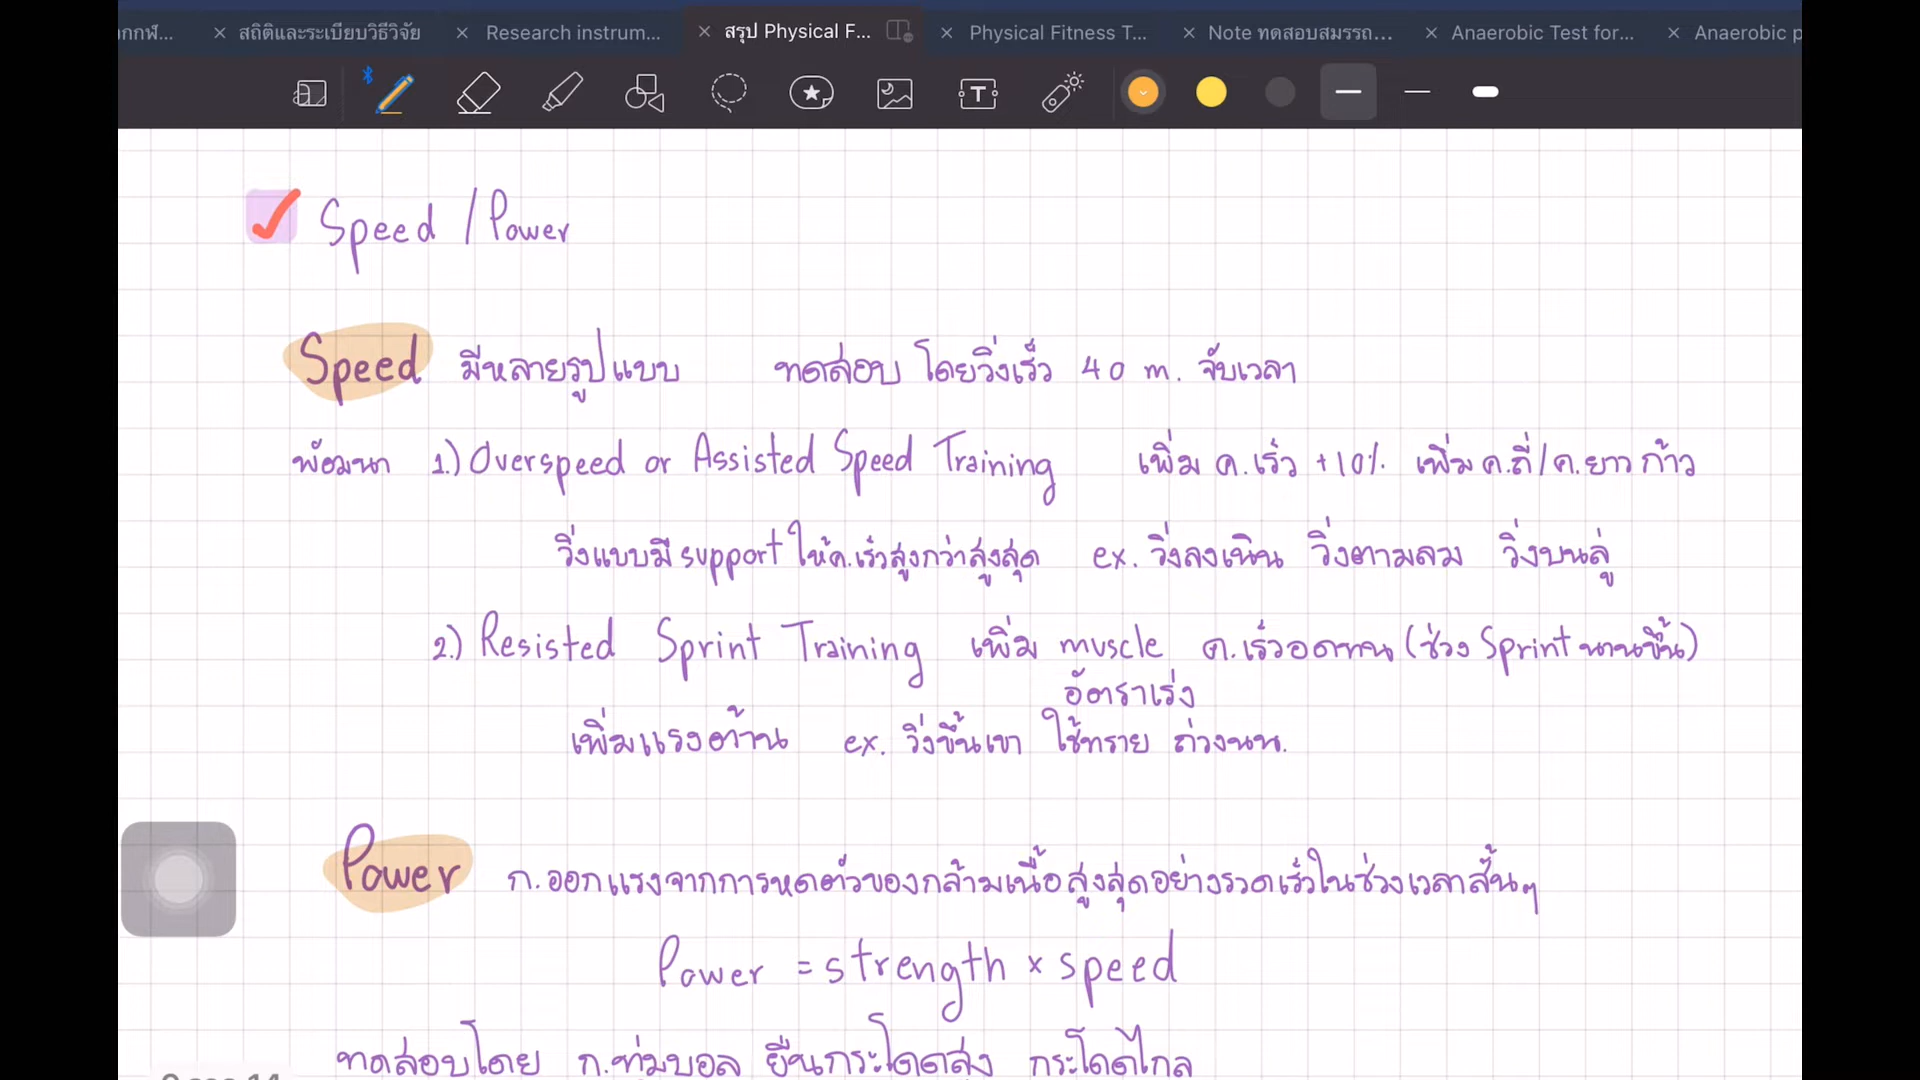 สถิติและระเบียบวิธีวิจัย
Research instrum...
สรุป Physical F...
Physical Fitness T...
Note ทดสอบสมรรถ...
Anaerobic Test for...
Anaerobic p
Speed / Power
Speed มีหลายรูปแบบ ทดสอบ โดยวิ่งเร็ว 40 m. จับเวลา
พัฒนา 1.) Overspeed or Assisted Speed Training เพิ่ม ค.เร็ว +10% เพิ่ม ค.ถี่/ค.ยาว ก้าว
วิ่งแบบมี support ให้ค.เร็วสูงกว่าสูงสุด ex. วิ่งลงเนิน วิ่งตามลม วิ่งบนลู่
2.) Resisted Sprint Training เพิ่ม muscle ค.เร็วอดทน (ช่วง Sprint นานขึ้น)
อัตราเร่ง
เพิ่มแรงต้าน ex. วิ่งขึ้นเขา ใช้ทราย ถ่วงนน.
Power ก.ออกแรงจากการหดตัวของกล้ามเนื้อสูงสุดอย่างรวดเร็วในช่วงเวลาสั้นๆ
Power = strength x speed
ทดสอบโดย ก.ทุ่มบอล ยืนกระโดดสูง กระโดดไกล